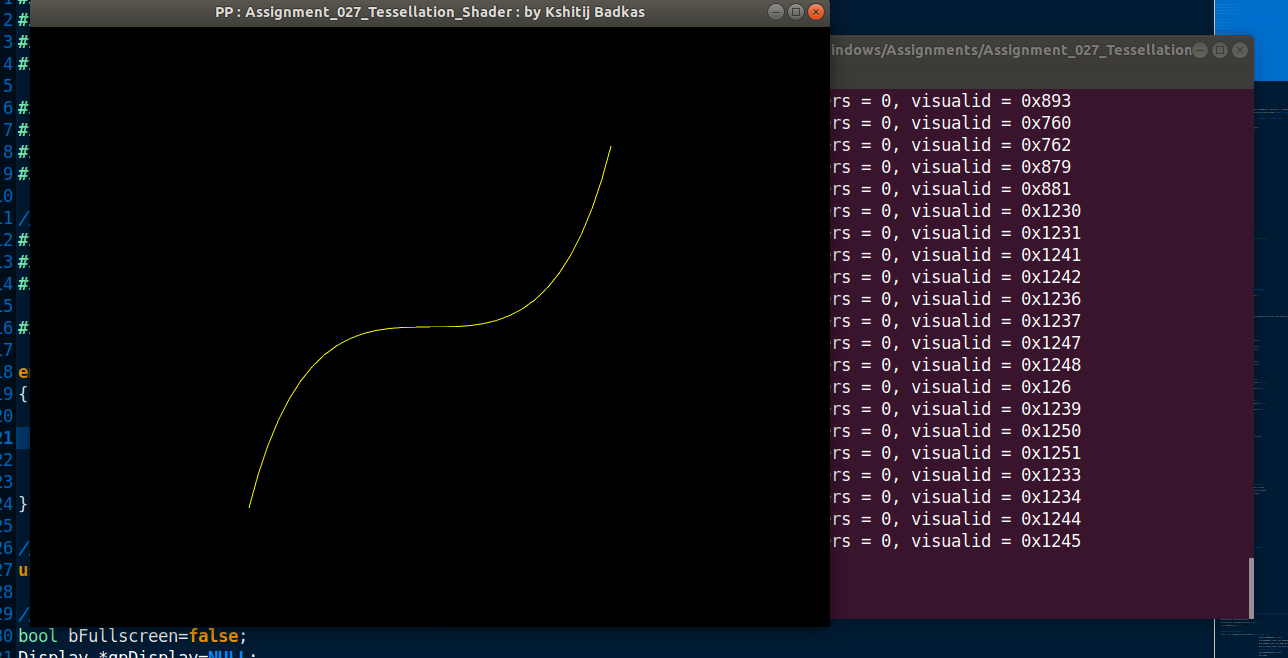 PP : Assignment_027_Tessellation_Shader : by Kshitij Badkas
indows/Assignments/Assignment_027_Tessellation
rs = 0, visualid = 0x893
rs = 0, visualid = 0x760
rs = 0, visualid = 0x762
rs = 0, visualid = 0x879
rs = 0, visualid = 0x881
rs = 0, visualid = 0x1230
rs = 0, visualid = 0x1231
rs = 0, visualid = 0x1241
rs = 0, visualid = 0x1242
rs = 0, visualid = 0x1236
rs = 0, visualid = 0x1237
rs = 0, visualid = 0x1247
rs = 0, visualid = 0x1248
rs = 0, visualid = 0x126
rs = 0, visualid = 0x1239
rs = 0, visualid = 0x1250
rs = 0, visualid = 0x1251
rs = 0, visualid = 0x1233
rs = 0, visualid = 0x1234
rs = 0, visualid = 0x1244
rs = 0, visualid = 0x1245
2 #
3 #
4 #
5
6 #
7 #
8 #
9 #
10
11 /
12 #
13 #
14 #
15
16 #
17
18 e
19 {
20
21
22
23
24 }
25
26 /
27 u
28
29 /
30 bool bFullscreen=false;
31 Display *gpDisplay=NULL;